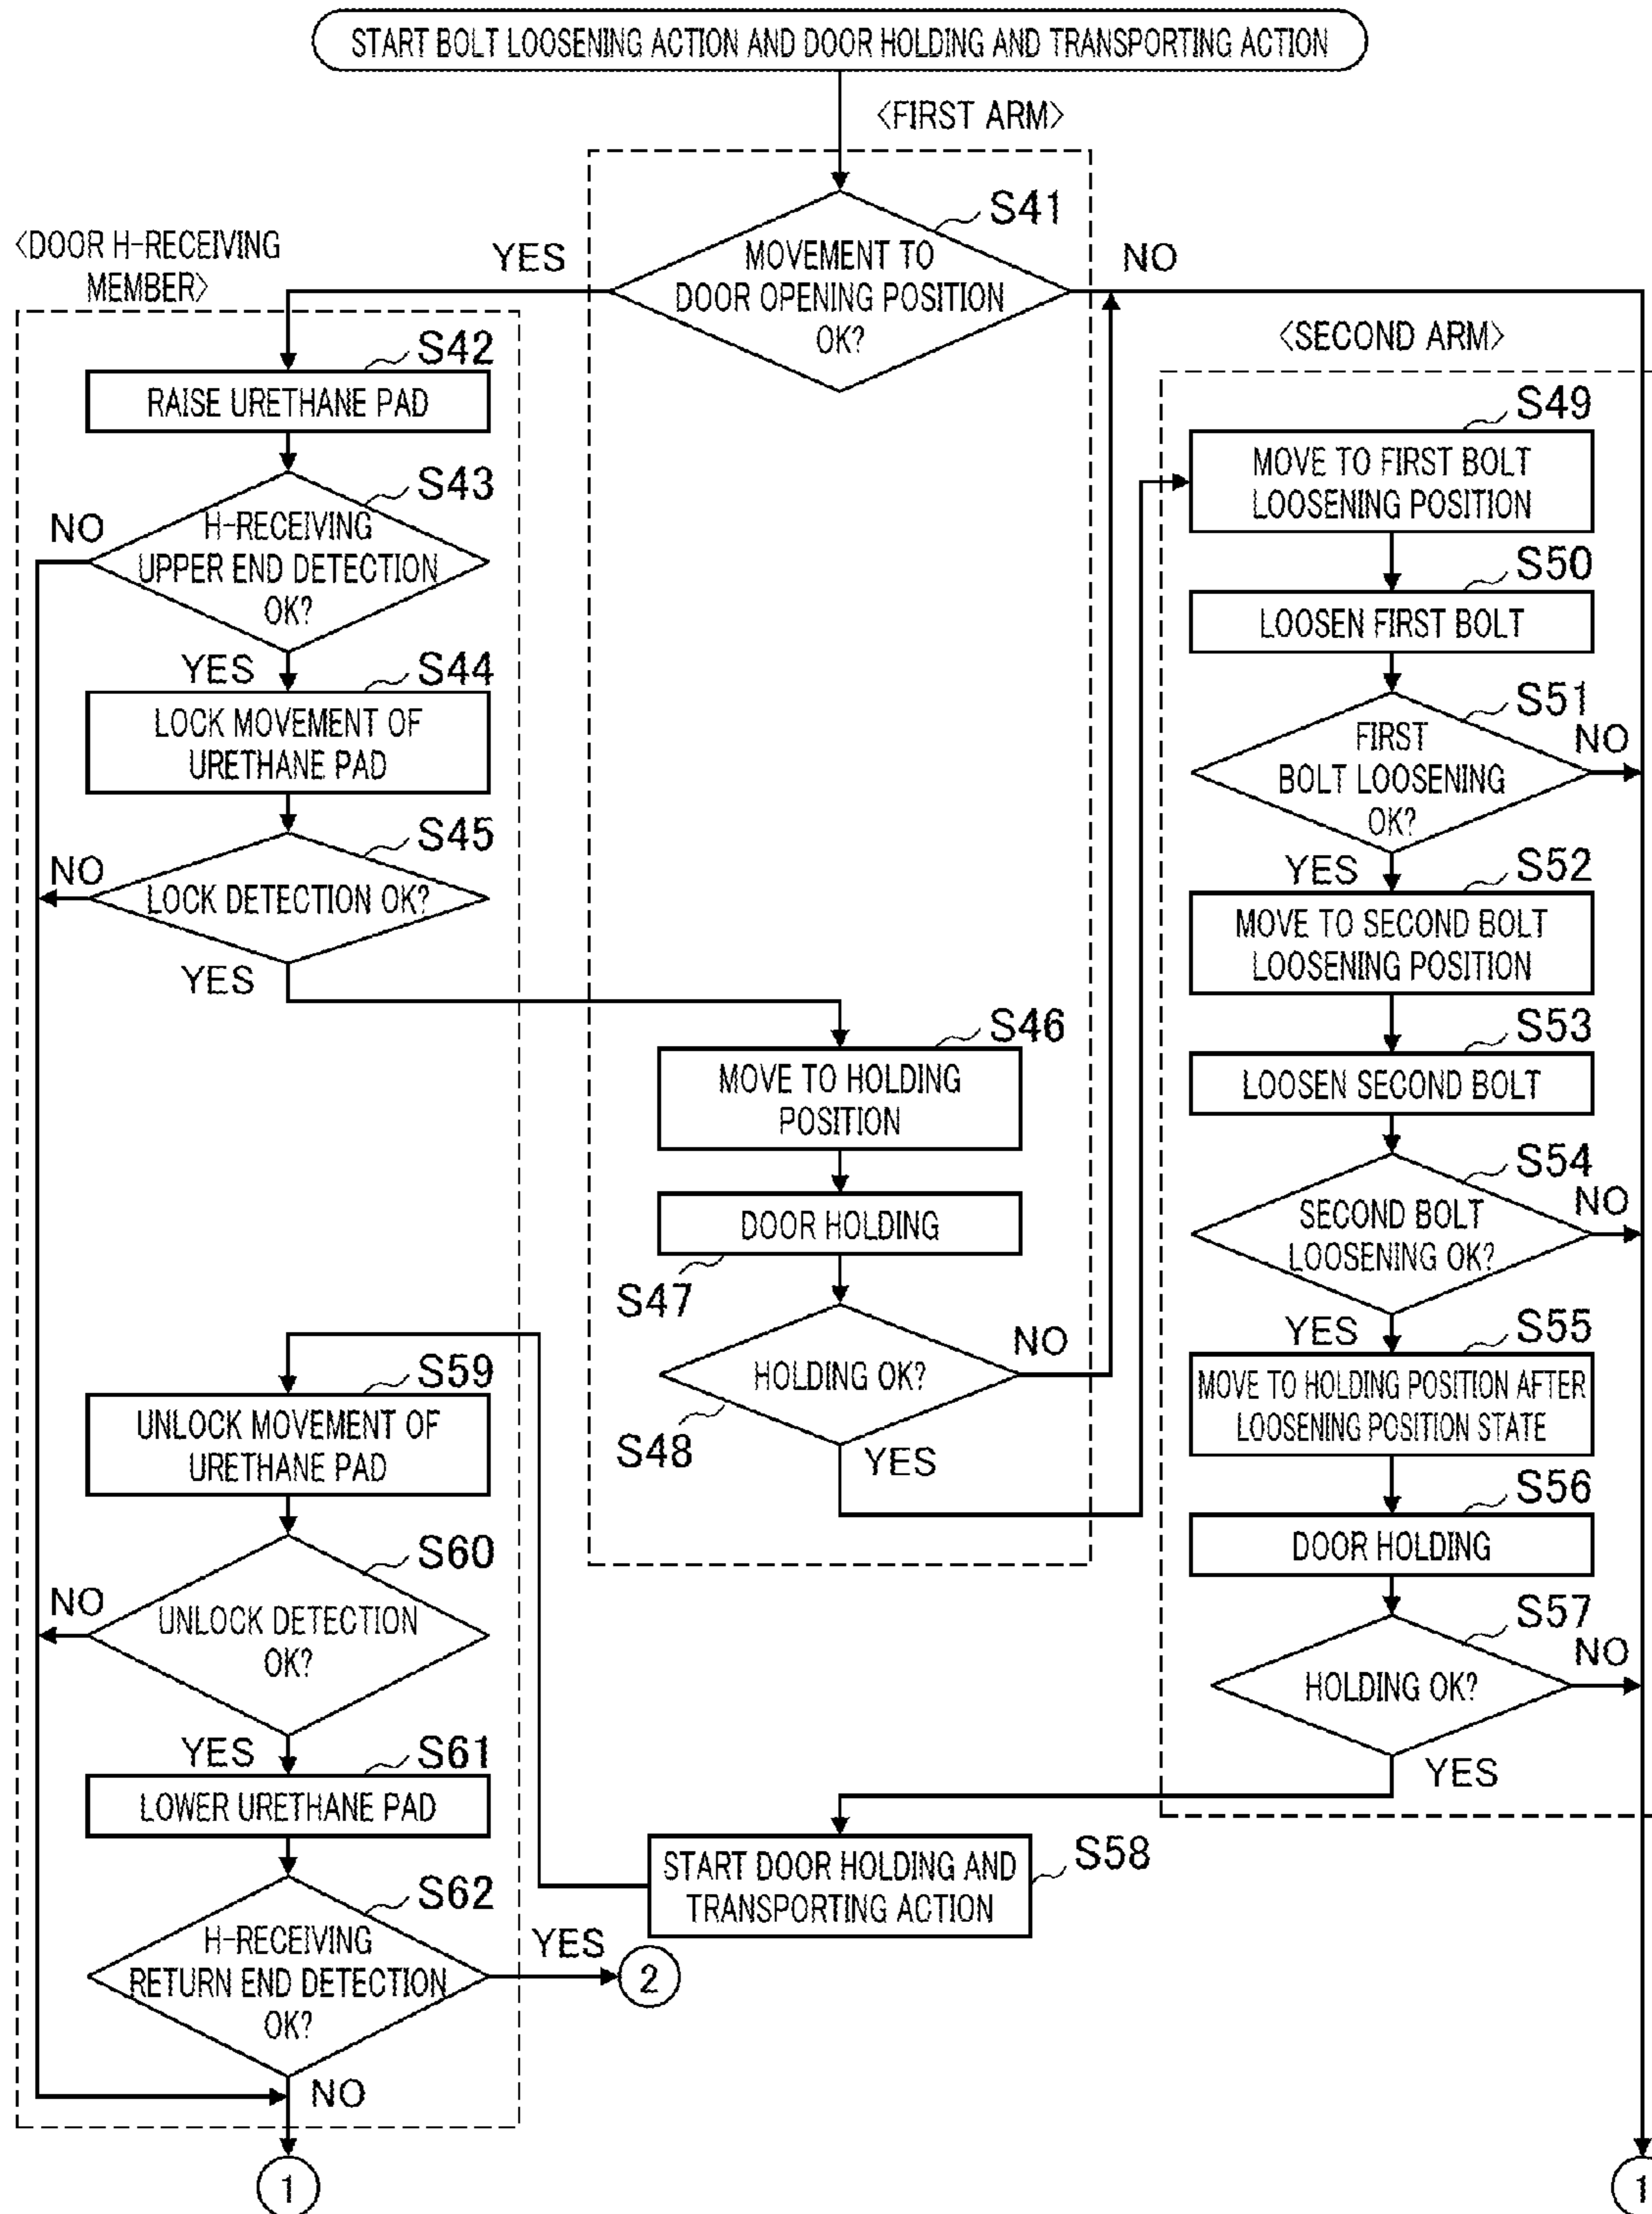 START BOLT LOOSENING ACTION AND DOOR HOLDING AND TRANSPORTING ACTION
<FIRST ARM>
S41
MOVEMENT TO
DOOR OPENING POSITION
OK?
YES
NO
<DOOR H-RECEIVING
MEMBER>
S42
RAISE URETHANE PAD
S43
H-RECEIVING
UPPER END DETECTION
OK?
NO
YES
S44
LOCK MOVEMENT OF
URETHANE PAD
S45
LOCK DETECTION OK?
NO
YES
S46
MOVE TO HOLDING
POSITION
DOOR HOLDING
S47
HOLDING OK?
NO
S48
YES
<SECOND ARM>
S49
MOVE TO FIRST BOLT
LOOSENING POSITION
S50
LOOSEN FIRST BOLT
S51
FIRST
BOLT LOOSENING
OK?
NO
YES
S52
MOVE TO SECOND BOLT
LOOSENING POSITION
S53
LOOSEN SECOND BOLT
S54
SECOND BOLT
LOOSENING OK?
NO
YES
S55
MOVE TO HOLDING POSITION AFTER
LOOSENING POSITION STATE
S56
DOOR HOLDING
S57
HOLDING OK?
NO
YES
S58
START DOOR HOLDING AND
TRANSPORTING ACTION
S59
UNLOCK MOVEMENT OF
URETHANE PAD
S60
UNLOCK DETECTION
OK?
NO
YES
S61
LOWER URETHANE PAD
S62
H-RECEIVING
RETURN END DETECTION
OK?
YES
2
NO
1
1